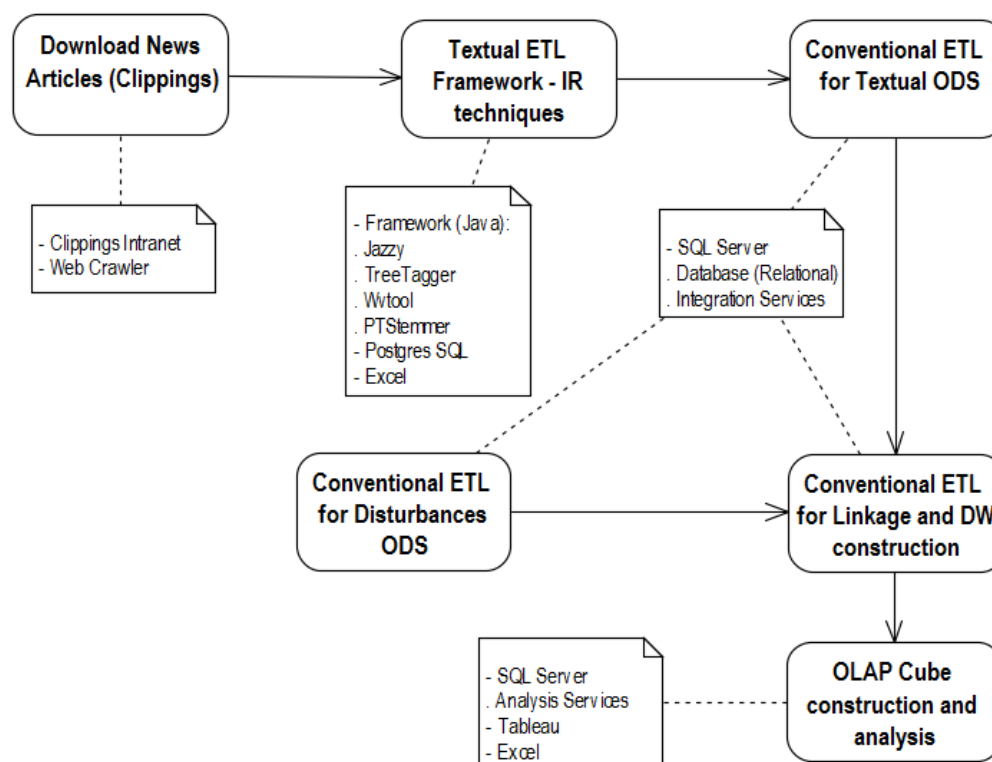 Download News
Articles (Clippings)
Textual ETL
Framework - IR
techniques
Conventional ETL
for Textual ODS
- Clippings Intranet
- Web Crawler
- Framework (Java):
. Jazzy
. TreeTagger
. Wvtool
. PTStemmer
- Postgres SQL
- Excel
- SQL Server
. Database (Relational)
. Integration Services
Conventional ETL
for Disturbances
ODS
Conventional ETL
for Linkage and DW
construction
- SQL Server
. Analysis Services
- Tableau
- Excel
OLAP Cube
construction and
analysis